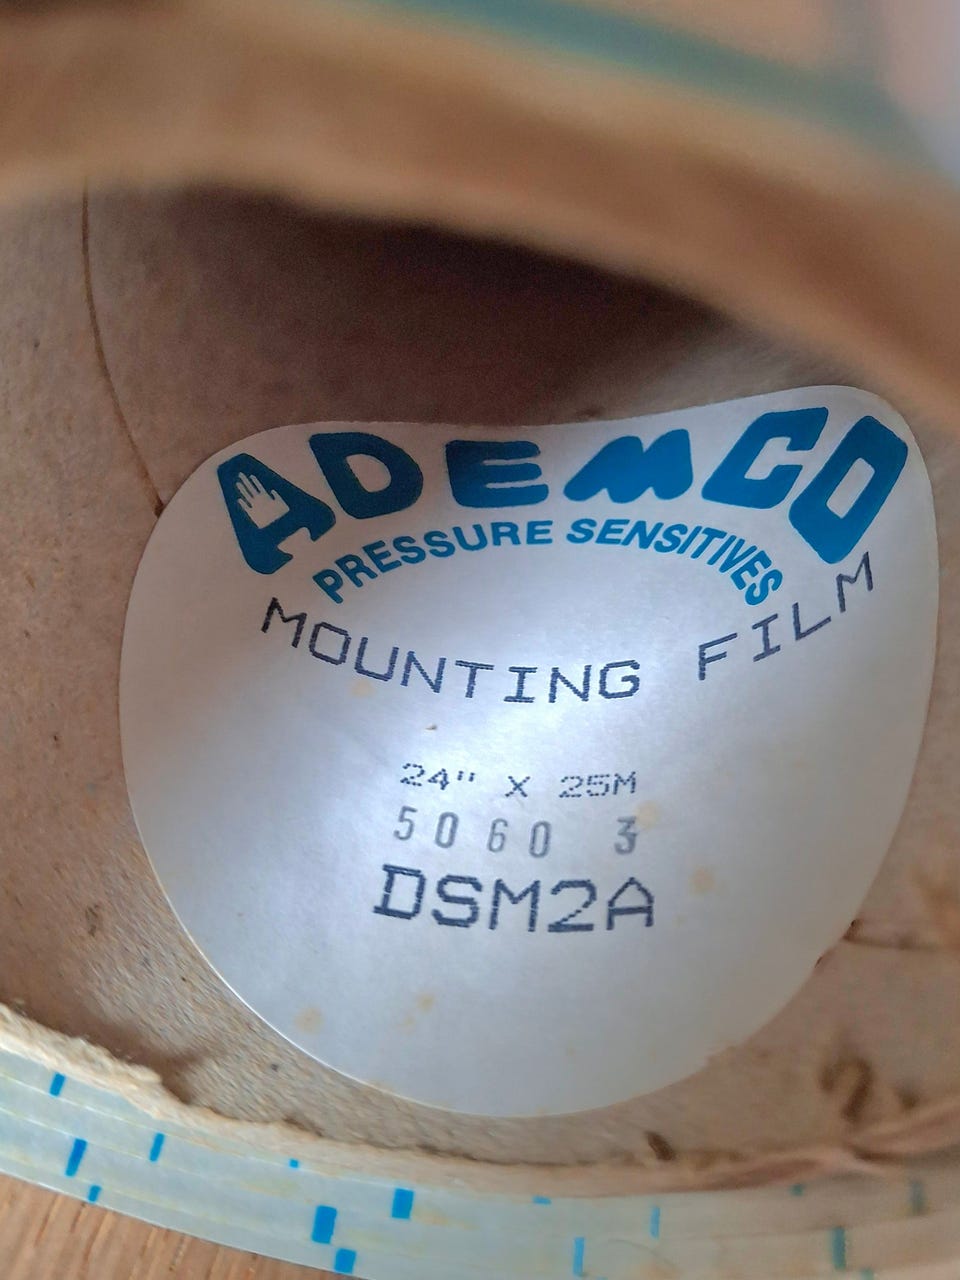 ADEMCO
PRESSURE SENSITIVES
MOUNTING FILM
24" X 25M
5060 3
DSM2A